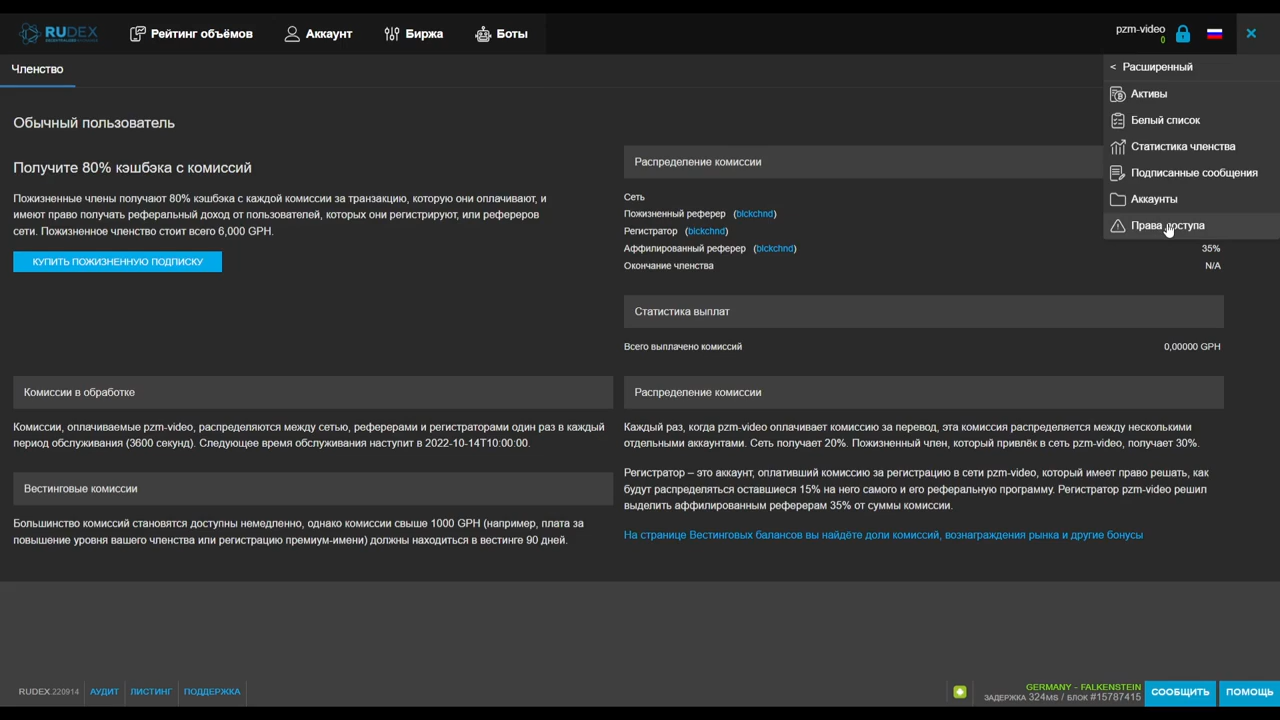 RUDEX
Рейтинг объёмов
Аккаунт
Биржа
Боты
pzm-video
0
Членство
< Расширенный
Активы
Белый список
Статистика членства
Подписанные сообщения
Аккаунты
Права доступа
Обычный пользователь
Получите 80% кэшбэка с комиссий
Пожизненные члены получают 80% кэшбэка с каждой комиссии за транзакцию, которую они оплачивают, и
имеют право получать реферальный доход от пользователей, которых они регистрируют, или рефереров
сети. Пожизненное членство стоит всего 6,000 GPH.
КУПИТЬ ПОЖИЗНЕННУЮ ПОДПИСКУ
Распределение комиссии
Сеть
Пожизненный реферер (blckchnd)
Регистратор (blckchnd)
Аффилированный реферер (blckchnd) 35%
Окончание членства N/A
Статистика выплат
Всего выплачено комиссий 0,00000 GPH
Комиссии в обработке
Комиссии, оплачиваемые pzm-video, распределяются между сетью, реферерами и регистраторами один раз в каждый
период обслуживания (3600 секунд). Следующее время обслуживания наступит в 2022-10-14T10:00:00.
Вестинговые комиссии
Большинство комиссий становятся доступны немедленно, однако комиссии свыше 1000 GPH (например, плата за
повышение уровня вашего членства или регистрацию премиум-имени) должны находиться в вестинге 90 дней.
Распределение комиссии
Каждый раз, когда pzm-video оплачивает комиссию за перевод, эта комиссия распределяется между несколькими
отдельными аккаунтами. Сеть получает 20%. Пожизненный член, который привлёк в сеть pzm-video, получает 30%.
Регистратор – это аккаунт, оплативший комиссию за регистрацию в сети pzm-video, который имеет право решать, как
будут распределяться оставшиеся 15% на него самого и его реферальную программу. Регистратор pzm-video решил
выделить аффилированным реферерам 35% от суммы комиссии.
На странице Вестинговых балансов вы найдёте доли комиссий, вознаграждения рынка и другие бонусы
RUDEX 220914
АУДИТ
ЛИСТИНГ
ПОДДЕРЖКА
GERMANY - FALKENSTEIN
ЗАДЕРЖКА 324MS / БЛОК #15787415
СООБЩИТЬ
ПОМОЩЬ